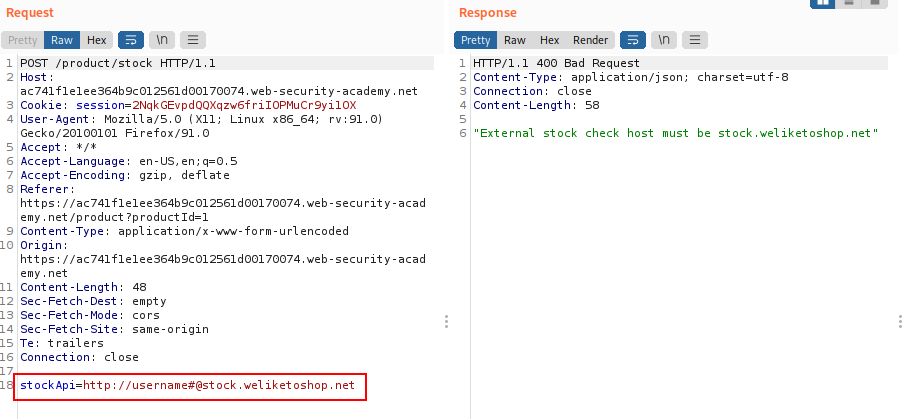 Request
Pretty Raw Hex \n
1 POST /product/stock HTTP/1.1
2 Host:
ac741f1e1ee364b9c012561d00170074.web-security-academy.net
3 Cookie: session=2NqkGEvpdQQXqzw6friIOPMuCr9yilOX
4 User-Agent: Mozilla/5.0 (X11; Linux x86_64; rv:91.0)
Gecko/20100101 Firefox/91.0
5 Accept: */*
6 Accept-Language: en-US,en;q=0.5
7 Accept-Encoding: gzip, deflate
8 Referer:
https://ac741f1e1ee364b9c012561d00170074.web-security-acad
emy.net/product?productId=1
9 Content-Type: application/x-www-form-urlencoded
10 Origin:
https://ac741f1e1ee364b9c012561d00170074.web-security-acad
emy.net
11 Content-Length: 48
12 Sec-Fetch-Dest: empty
13 Sec-Fetch-Mode: cors
14 Sec-Fetch-Site: same-origin
15 Te: trailers
16 Connection: close
17
18 stockApi=http://username#@stock.weliketoshop.net
Response
Pretty Raw Hex Render \n
1 HTTP/1.1 400 Bad Request
2 Content-Type: application/json; charset=utf-8
3 Connection: close
4 Content-Length: 58
5
6 "External stock check host must be stock.weliketoshop.net"